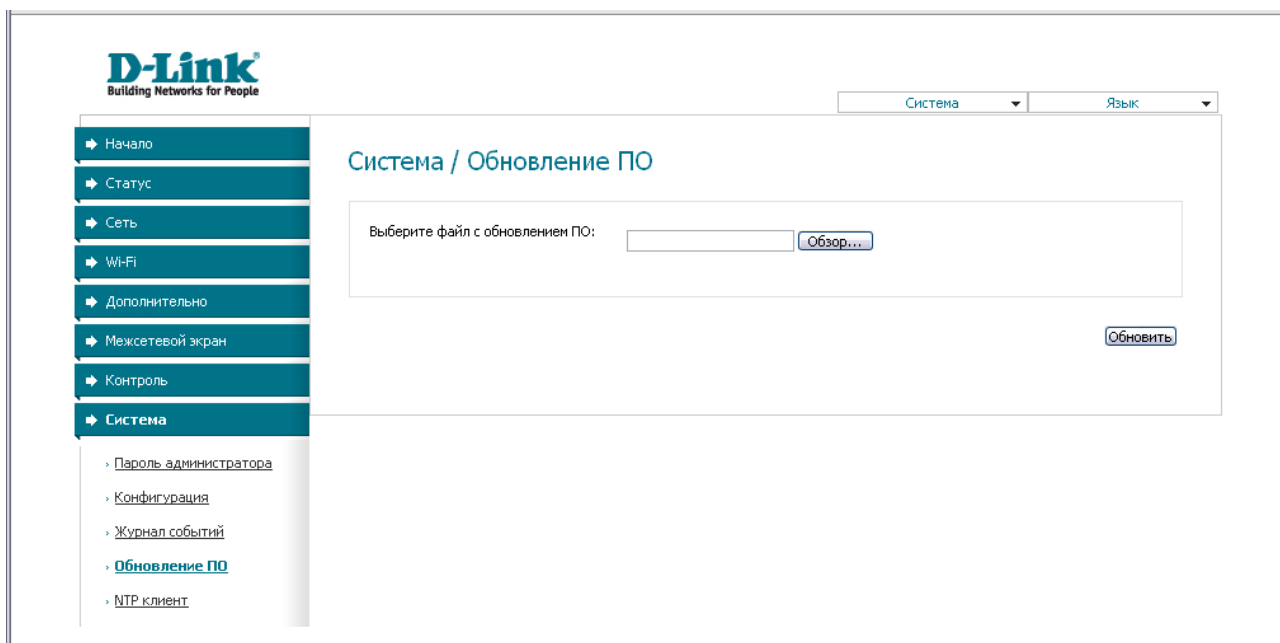 D-Link®
Building Networks for People
Система
Язык
Начало
Статус
Сеть
Wi-Fi
Дополнительно
Межсетевой экран
Контроль
Система
Пароль администратора
Конфигурация
Журнал событий
Обновление ПО
NTP клиент
Система / Обновление ПО
Выберите файл с обновлением ПО:
Обзор...
Обновить